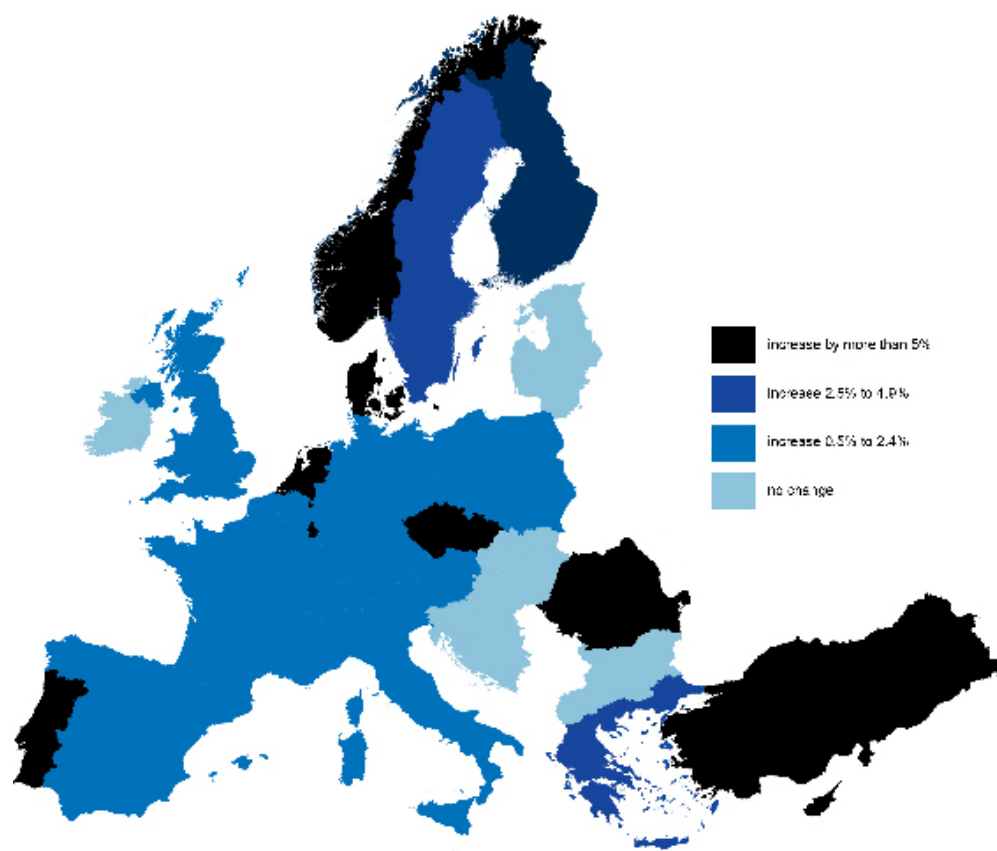 increase by more than 5%
increase 2.5% to 4.9%
increase 0.5% to 2.4%
no change